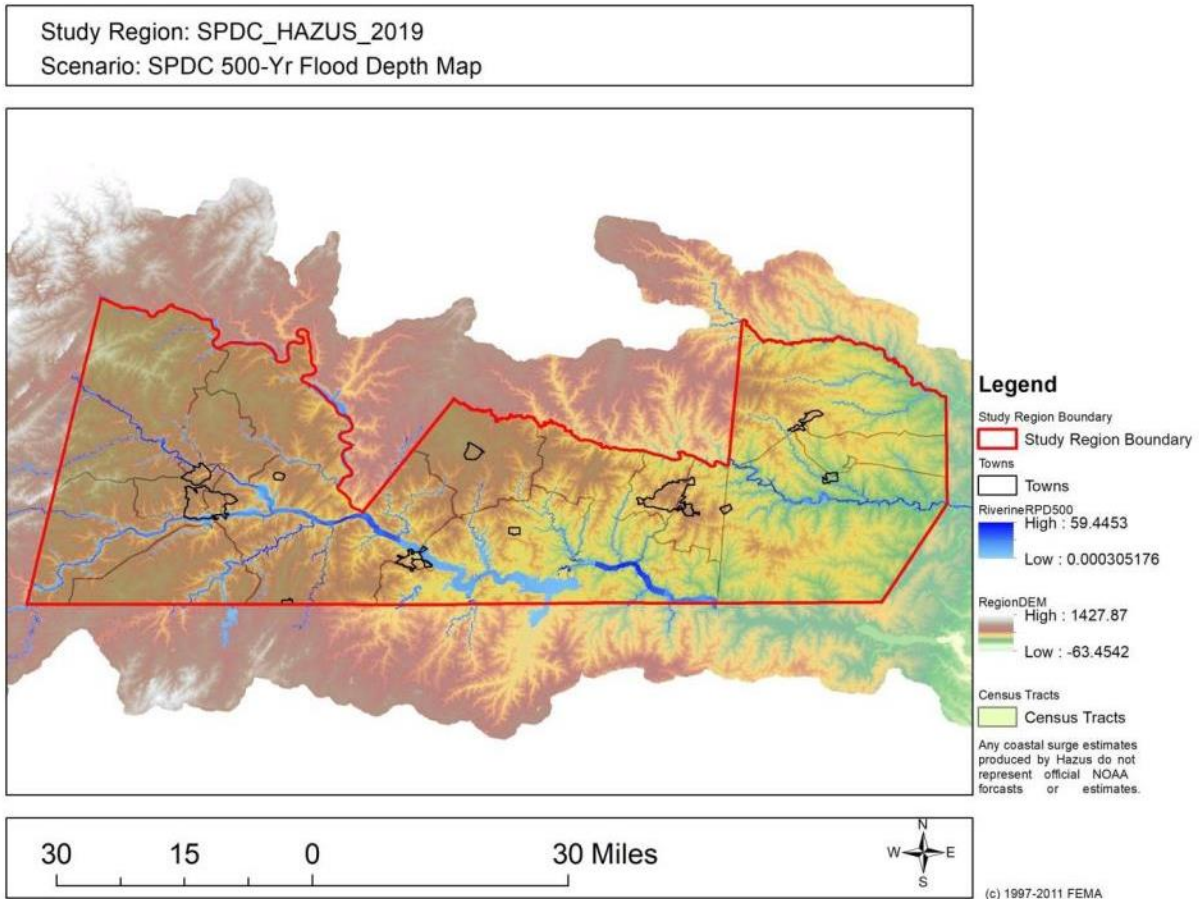 Study Region: SPDC_HAZUS_2019
Scenario: SPDC 500-Yr Flood Depth Map
Legend
Study Region Boundary
Study Region Boundary
Towns
Towns
RiverineRPD500
High : 59.4453
Low : 0.000305176
RegionDEM
High : 1427.87
Low : -63.4542
Census Tracts
Census Tracts
Any coastal surge estimates
produced by Hazus do not
represent official NOAA
forcasts or estimates.
30 15 0 30 Miles
N
W E
S
(c) 1997-2011 FEMA